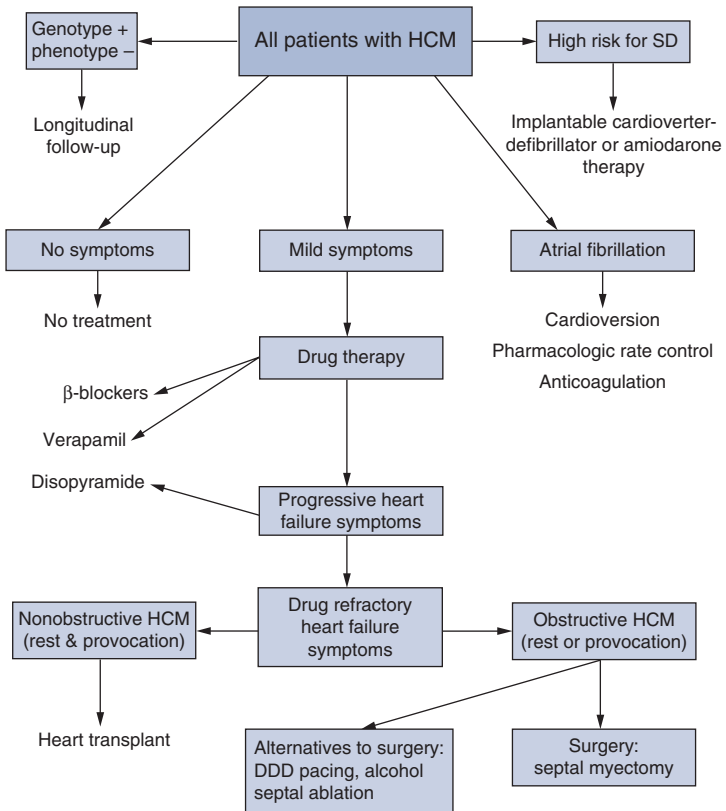 Genotype +
phenotype –
All patients with HCM
High risk for SD
Longitudinal
follow-up
Implantable cardioverter-
defibrillator or amiodarone
therapy
No symptoms
Mild symptoms
Atrial fibrillation
No treatment
Cardioversion
Pharmacologic rate control
Anticoagulation
Drug therapy
β-blockers
Verapamil
Disopyramide
Progressive heart
failure symptoms
Nonobstructive HCM
(rest & provocation)
Drug refractory
heart failure
symptoms
Obstructive HCM
(rest or provocation)
Heart transplant
Alternatives to surgery:
DDD pacing, alcohol
septal ablation
Surgery:
septal myectomy